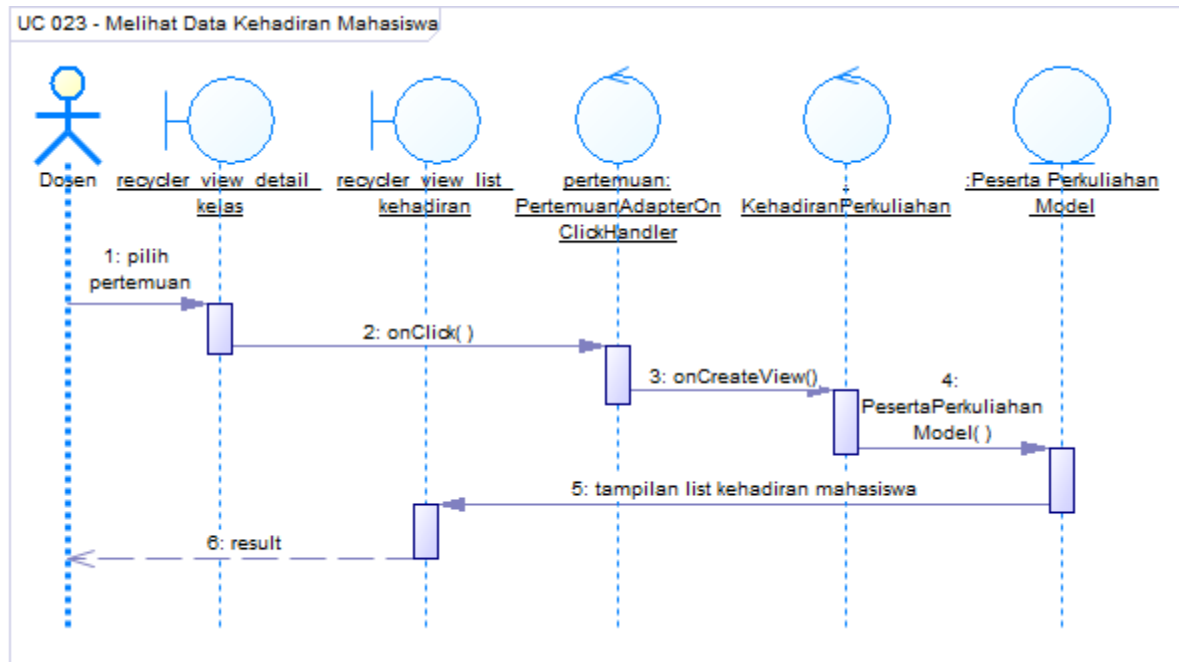 UC 023 - Melihat Data Kehadiran Mahasiswa
Dosen
recycler_view_detail_
kelas
recycler_view_list_
kehadiran
pertemuan:
PertemuanAdapterOn
ClickHandler
:
KehadiranPerkuliahan
:Peserta Perkuliahan
Model
1: pilih
pertemuan
2: onClick( )
3: onCreateView()
4:
PesertaPerkuliahan
Model( )
5: tampilan list kehadiran mahasiswa
6: result